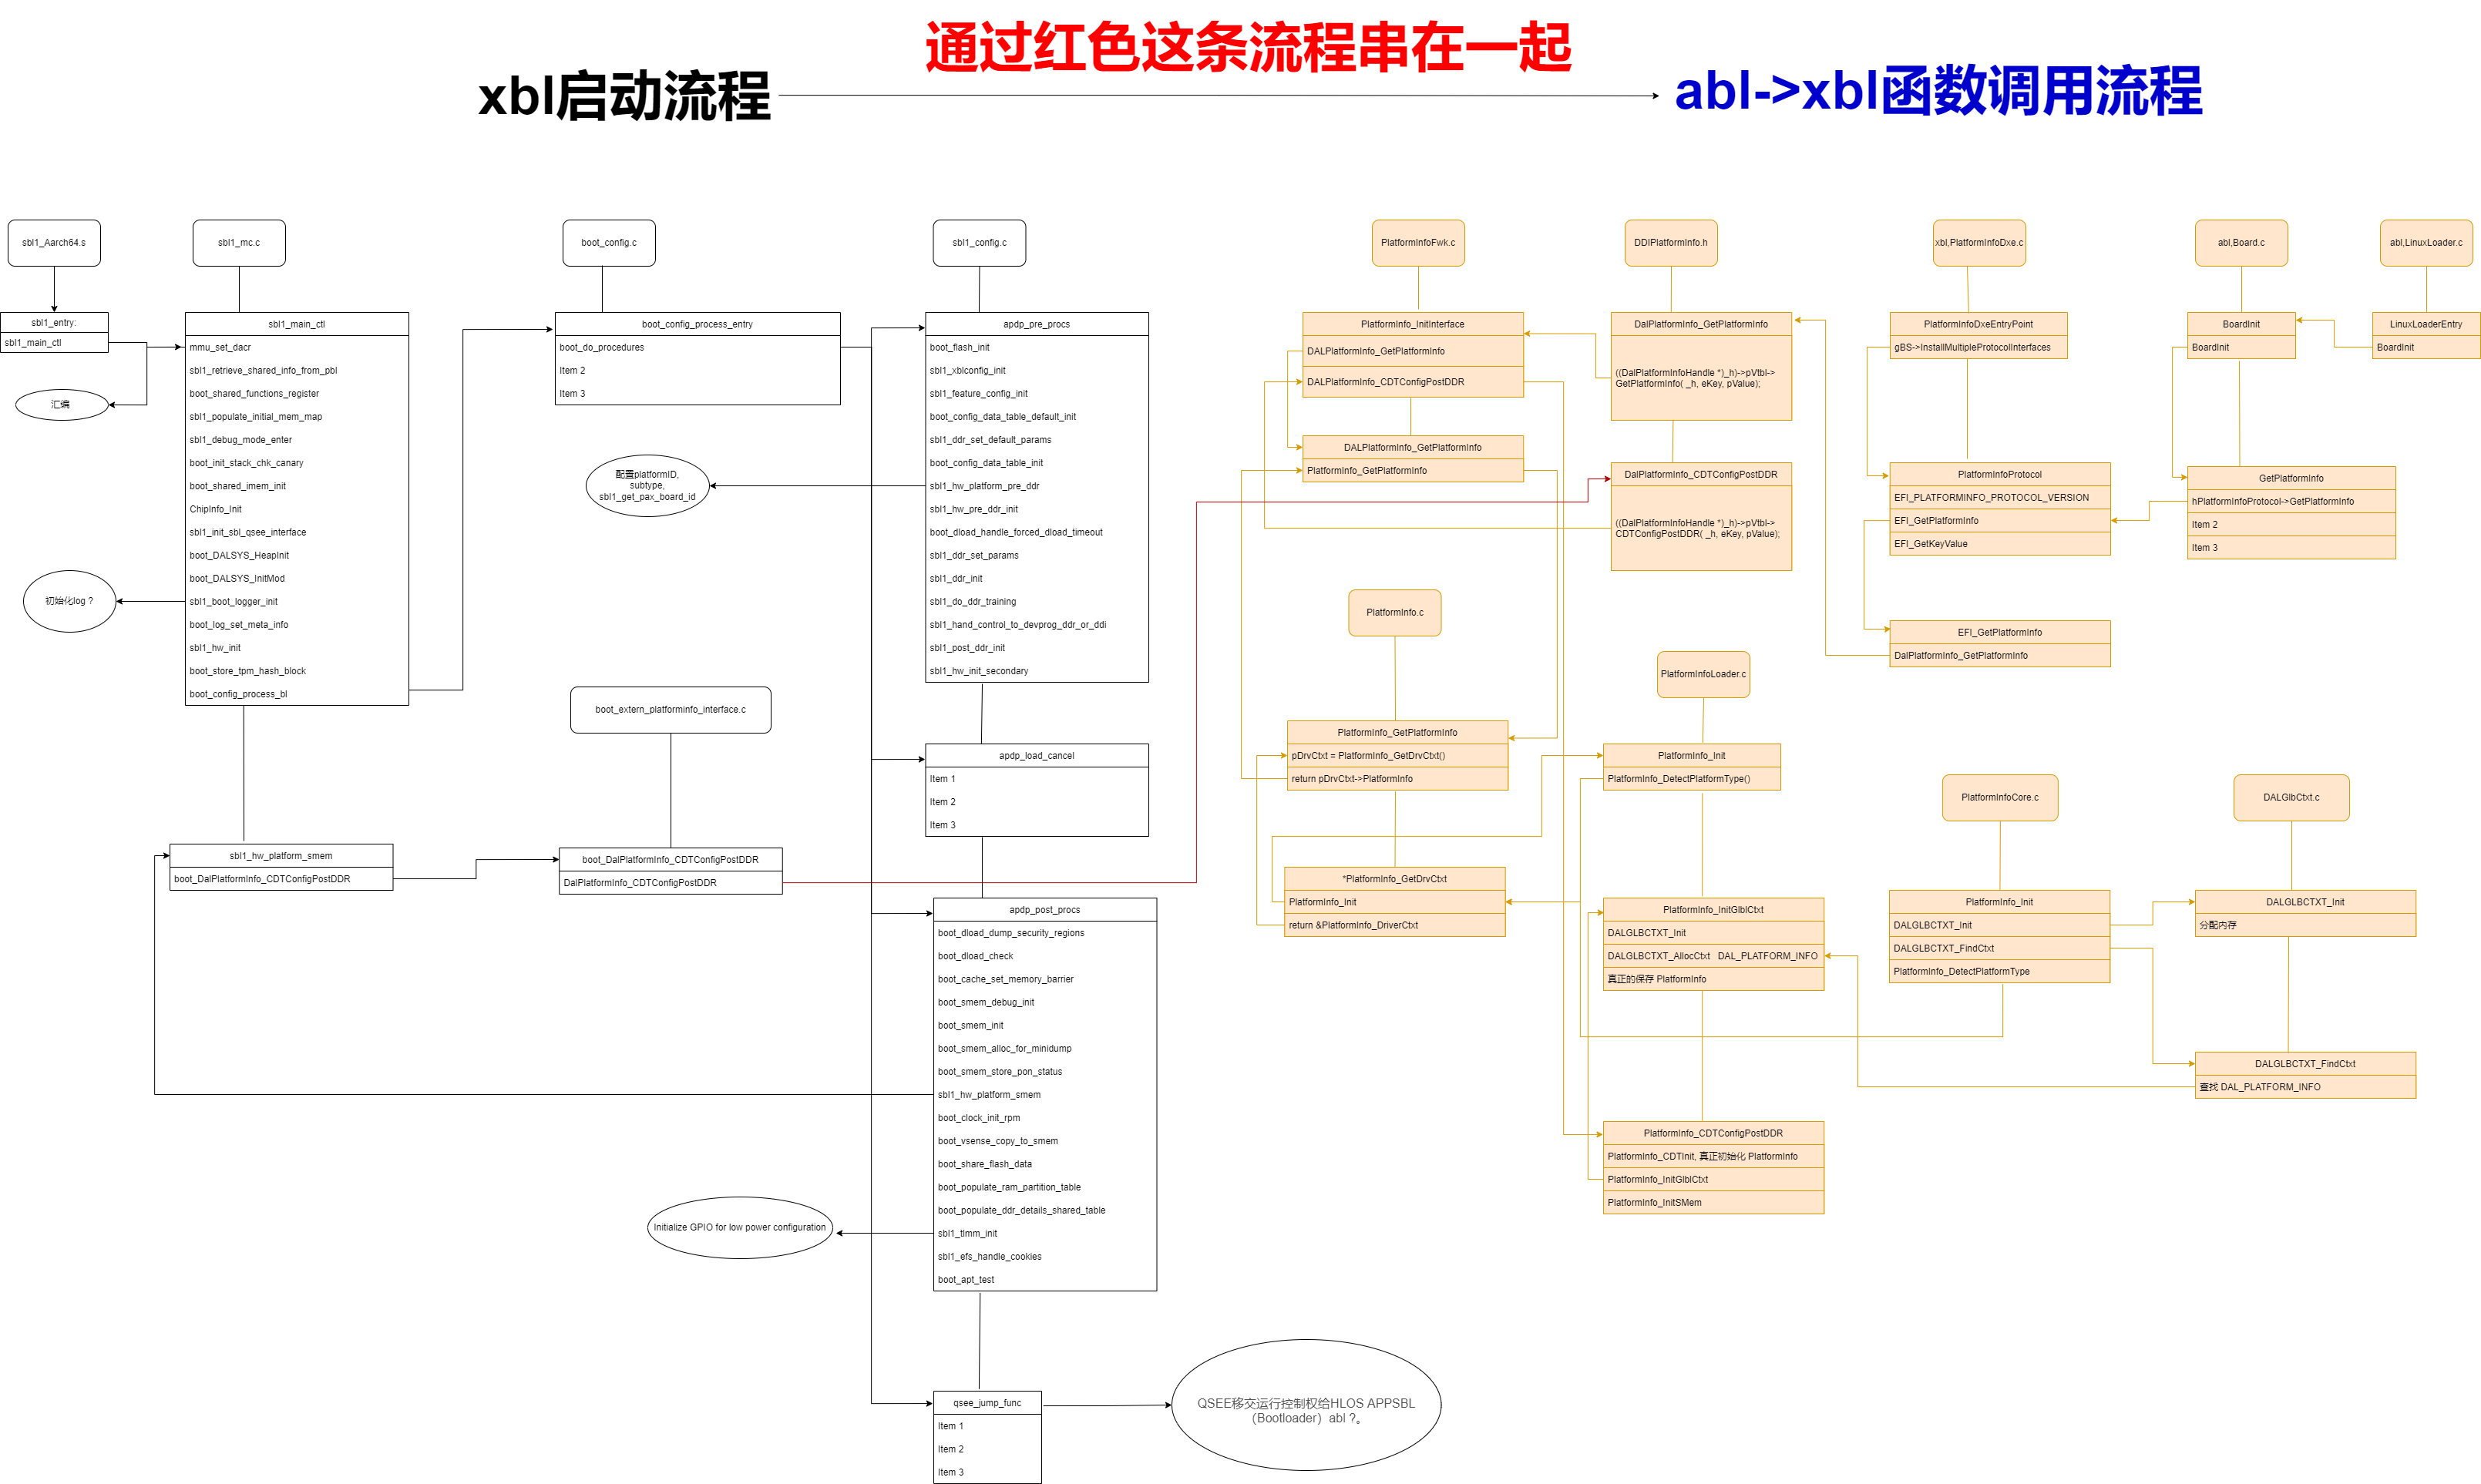 通过红色这条流程串在一起
xbl启动流程
abl->xbl函数调用流程
sbl1_Aarch64.s
sbl1_entry:
sbl1_main_ctl
汇编
初始化log ?
sbl1_mc.c
sbl1_main_ctl
mmu_set_dacr
sbl1_retrieve_shared_info_from_pbl
boot_shared_functions_register
sbl1_populate_initial_mem_map
sbl1_debug_mode_enter
boot_init_stack_chk_canary
boot_shared_imem_init
ChipInfo_Init
sbl1_init_sbl_qsee_interface
boot_DALSYS_HeapInit
boot_DALSYS_InitMod
sbl1_boot_logger_init
boot_log_set_meta_info
sbl1_hw_init
boot_store_tpm_hash_block
boot_config_process_bl
sbl1_hw_platform_smem
boot_DalPlatformInfo_CDTConfigPostDDR
boot_config.c
boot_config_process_entry
boot_do_procedures
Item 2
Item 3
配置platformID,
subtype,
sbl1_get_pax_board_id
boot_extern_platforminfo_interface.c
boot_DalPlatformInfo_CDTConfigPostDDR
DalPlatformInfo_CDTConfigPostDDR
Initialize GPIO for low power configuration
sbl1_config.c
apdp_pre_procs
boot_flash_init
sbl1_xblconfig_init
sbl1_feature_config_init
boot_config_data_table_default_init
sbl1_ddr_set_default_params
boot_config_data_table_init
sbl1_hw_platform_pre_ddr
sbl1_hw_pre_ddr_init
boot_dload_handle_forced_dload_timeout
sbl1_ddr_set_params
sbl1_ddr_init
sbl1_do_ddr_training
sbl1_hand_control_to_devprog_ddr_or_ddi
sbl1_post_ddr_init
sbl1_hw_init_secondary
apdp_load_cancel
Item 1
Item 2
Item 3
apdp_post_procs
boot_dload_dump_security_regions
boot_dload_check
boot_cache_set_memory_barrier
boot_smem_debug_init
boot_smem_init
boot_smem_alloc_for_minidump
boot_smem_store_pon_status
sbl1_hw_platform_smem
boot_clock_init_rpm
boot_vsense_copy_to_smem
boot_share_flash_data
boot_populate_ram_partition_table
boot_populate_ddr_details_shared_table
sbl1_tlmm_init
sbl1_efs_handle_cookies
boot_apt_test
qsee_jump_func
Item 1
Item 2
Item 3
QSEE移交运行控制权给HLOS APPSBL
（Bootloader）abl ?。
PlatformInfoFwk.c
PlatformInfo_InitInterface
DALPlatformInfo_GetPlatformInfo
DALPlatformInfo_CDTConfigPostDDR
DALPlatformInfo_GetPlatformInfo
PlatformInfo_GetPlatformInfo
PlatformInfo.c
PlatformInfo_GetPlatformInfo
pDrvCtxt = PlatformInfo_GetDrvCtxt()
return pDrvCtxt->PlatformInfo
*PlatformInfo_GetDrvCtxt
PlatformInfo_Init
return &PlatformInfo_DriverCtxt
DDIPlatformInfo.h
DalPlatformInfo_GetPlatformInfo
((DalPlatformInfoHandle *)_h)->pVtbl->
GetPlatformInfo( _h, eKey, pValue);
DalPlatformInfo_CDTConfigPostDDR
((DalPlatformInfoHandle *)_h)->pVtbl->
CDTConfigPostDDR( _h, eKey, pValue);
PlatformInfoLoader.c
PlatformInfo_Init
PlatformInfo_DetectPlatformType()
PlatformInfo_InitGlblCtxt
DALGLBCTXT_Init
DALGLBCTXT_AllocCtxt DAL_PLATFORM_INFO
真正的保存 PlatformInfo
PlatformInfo_CDTConfigPostDDR
PlatformInfo_CDTInit, 真正初始化 PlatformInfo
PlatformInfo_InitGlblCtxt
PlatformInfo_InitSMem
xbl,PlatformInfoDxe.c
PlatformInfoDxeEntryPoint
gBS->InstallMultipleProtocolInterfaces
PlatformInfoProtocol
EFI_PLATFORMINFO_PROTOCOL_VERSION
EFI_GetPlatformInfo
EFI_GetKeyValue
EFI_GetPlatformInfo
DalPlatformInfo_GetPlatformInfo
PlatformInfoCore.c
PlatformInfo_Init
DALGLBCTXT_Init
DALGLBCTXT_FindCtxt
PlatformInfo_DetectPlatformType
abl,Board.c
BoardInit
BoardInit
GetPlatformInfo
hPlatformInfoProtocol->GetPlatformInfo
Item 2
Item 3
abl,LinuxLoader.c
LinuxLoaderEntry
BoardInit
DALGlbCtxt.c
DALGLBCTXT_Init
分配内存
DALGLBCTXT_FindCtxt
查找 DAL_PLATFORM_INFO